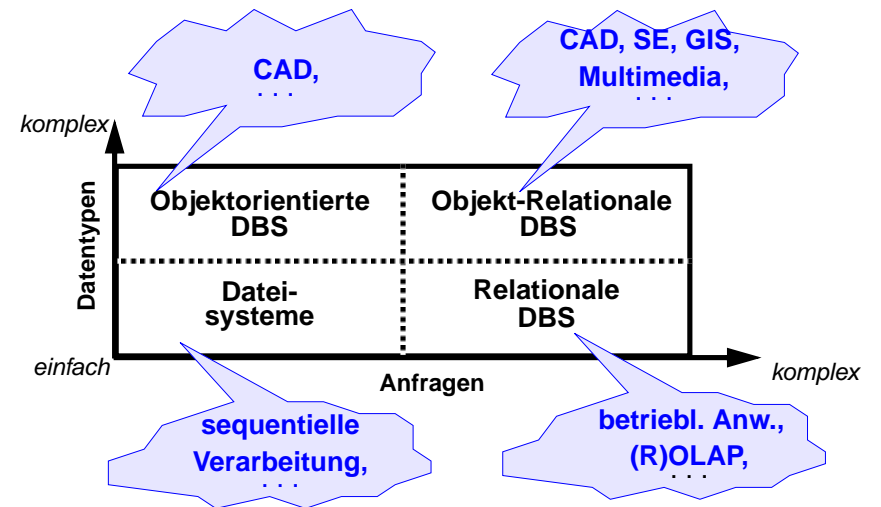 CAD,
. . .
CAD, SE, GIS,
Multimedia,
. . .
komplex
Datentypen
Objektorientierte
DBS
Objekt-Relationale
DBS
Datei-
systeme
Relationale
DBS
einfach
Anfragen
komplex
sequentielle
Verarbeitung,
. . .
betriebl. Anw.,
(R)OLAP,
. . .